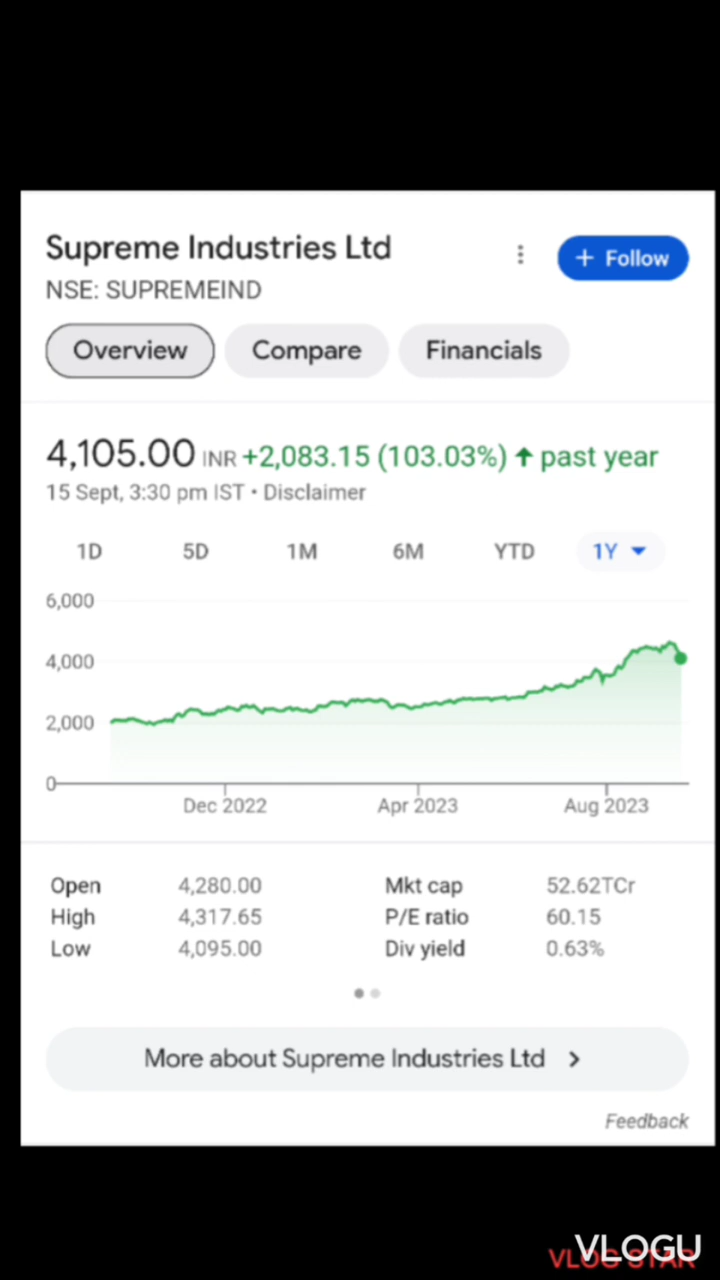 Supreme Industries Ltd
+ Follow
NSE: SUPREMEIND
Overview Compare Financials
4,105.00 INR +2,083.15 (103.03%) ↑ past year
15 Sept, 3:30 pm IST • Disclaimer
1D 5D 1M 6M YTD 1Y
6,000
4,000
2,000
0
Dec 2022 Apr 2023 Aug 2023
Open 4,280.00 Mkt cap 52.62TCr
High 4,317.65 P/E ratio 60.15
Low 4,095.00 Div yield 0.63%
More about Supreme Industries Ltd >
Feedback
VLOGU
VLOG STAR